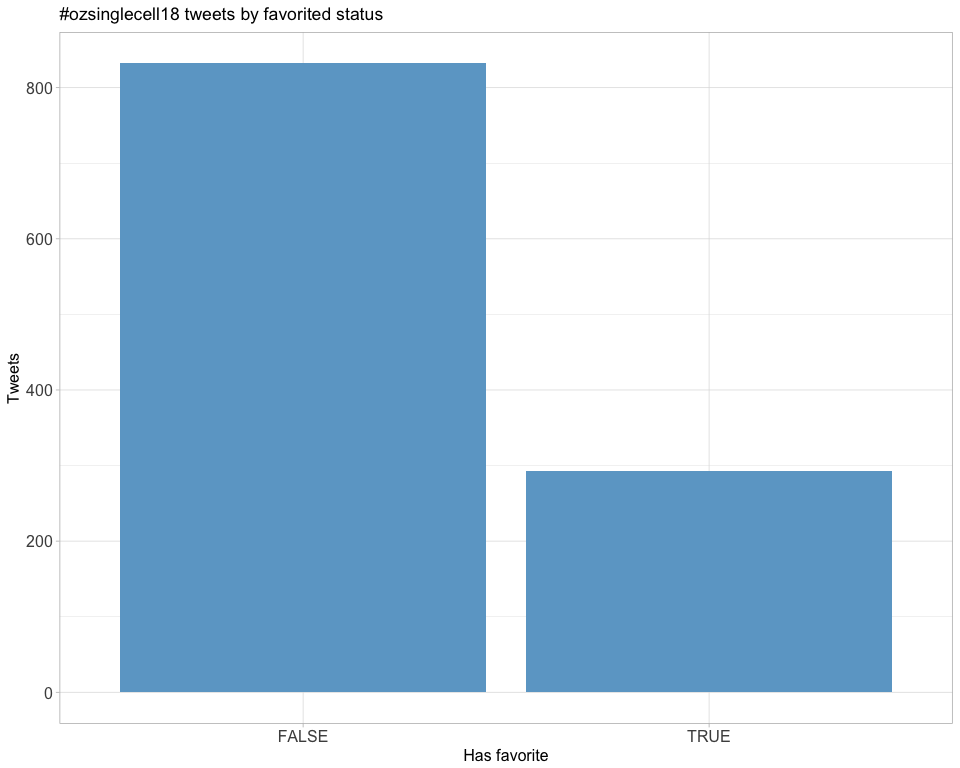 #ozsinglecell18 tweets by favorited status
Tweets
800
600
400
200
0
FALSE
TRUE
Has favorite